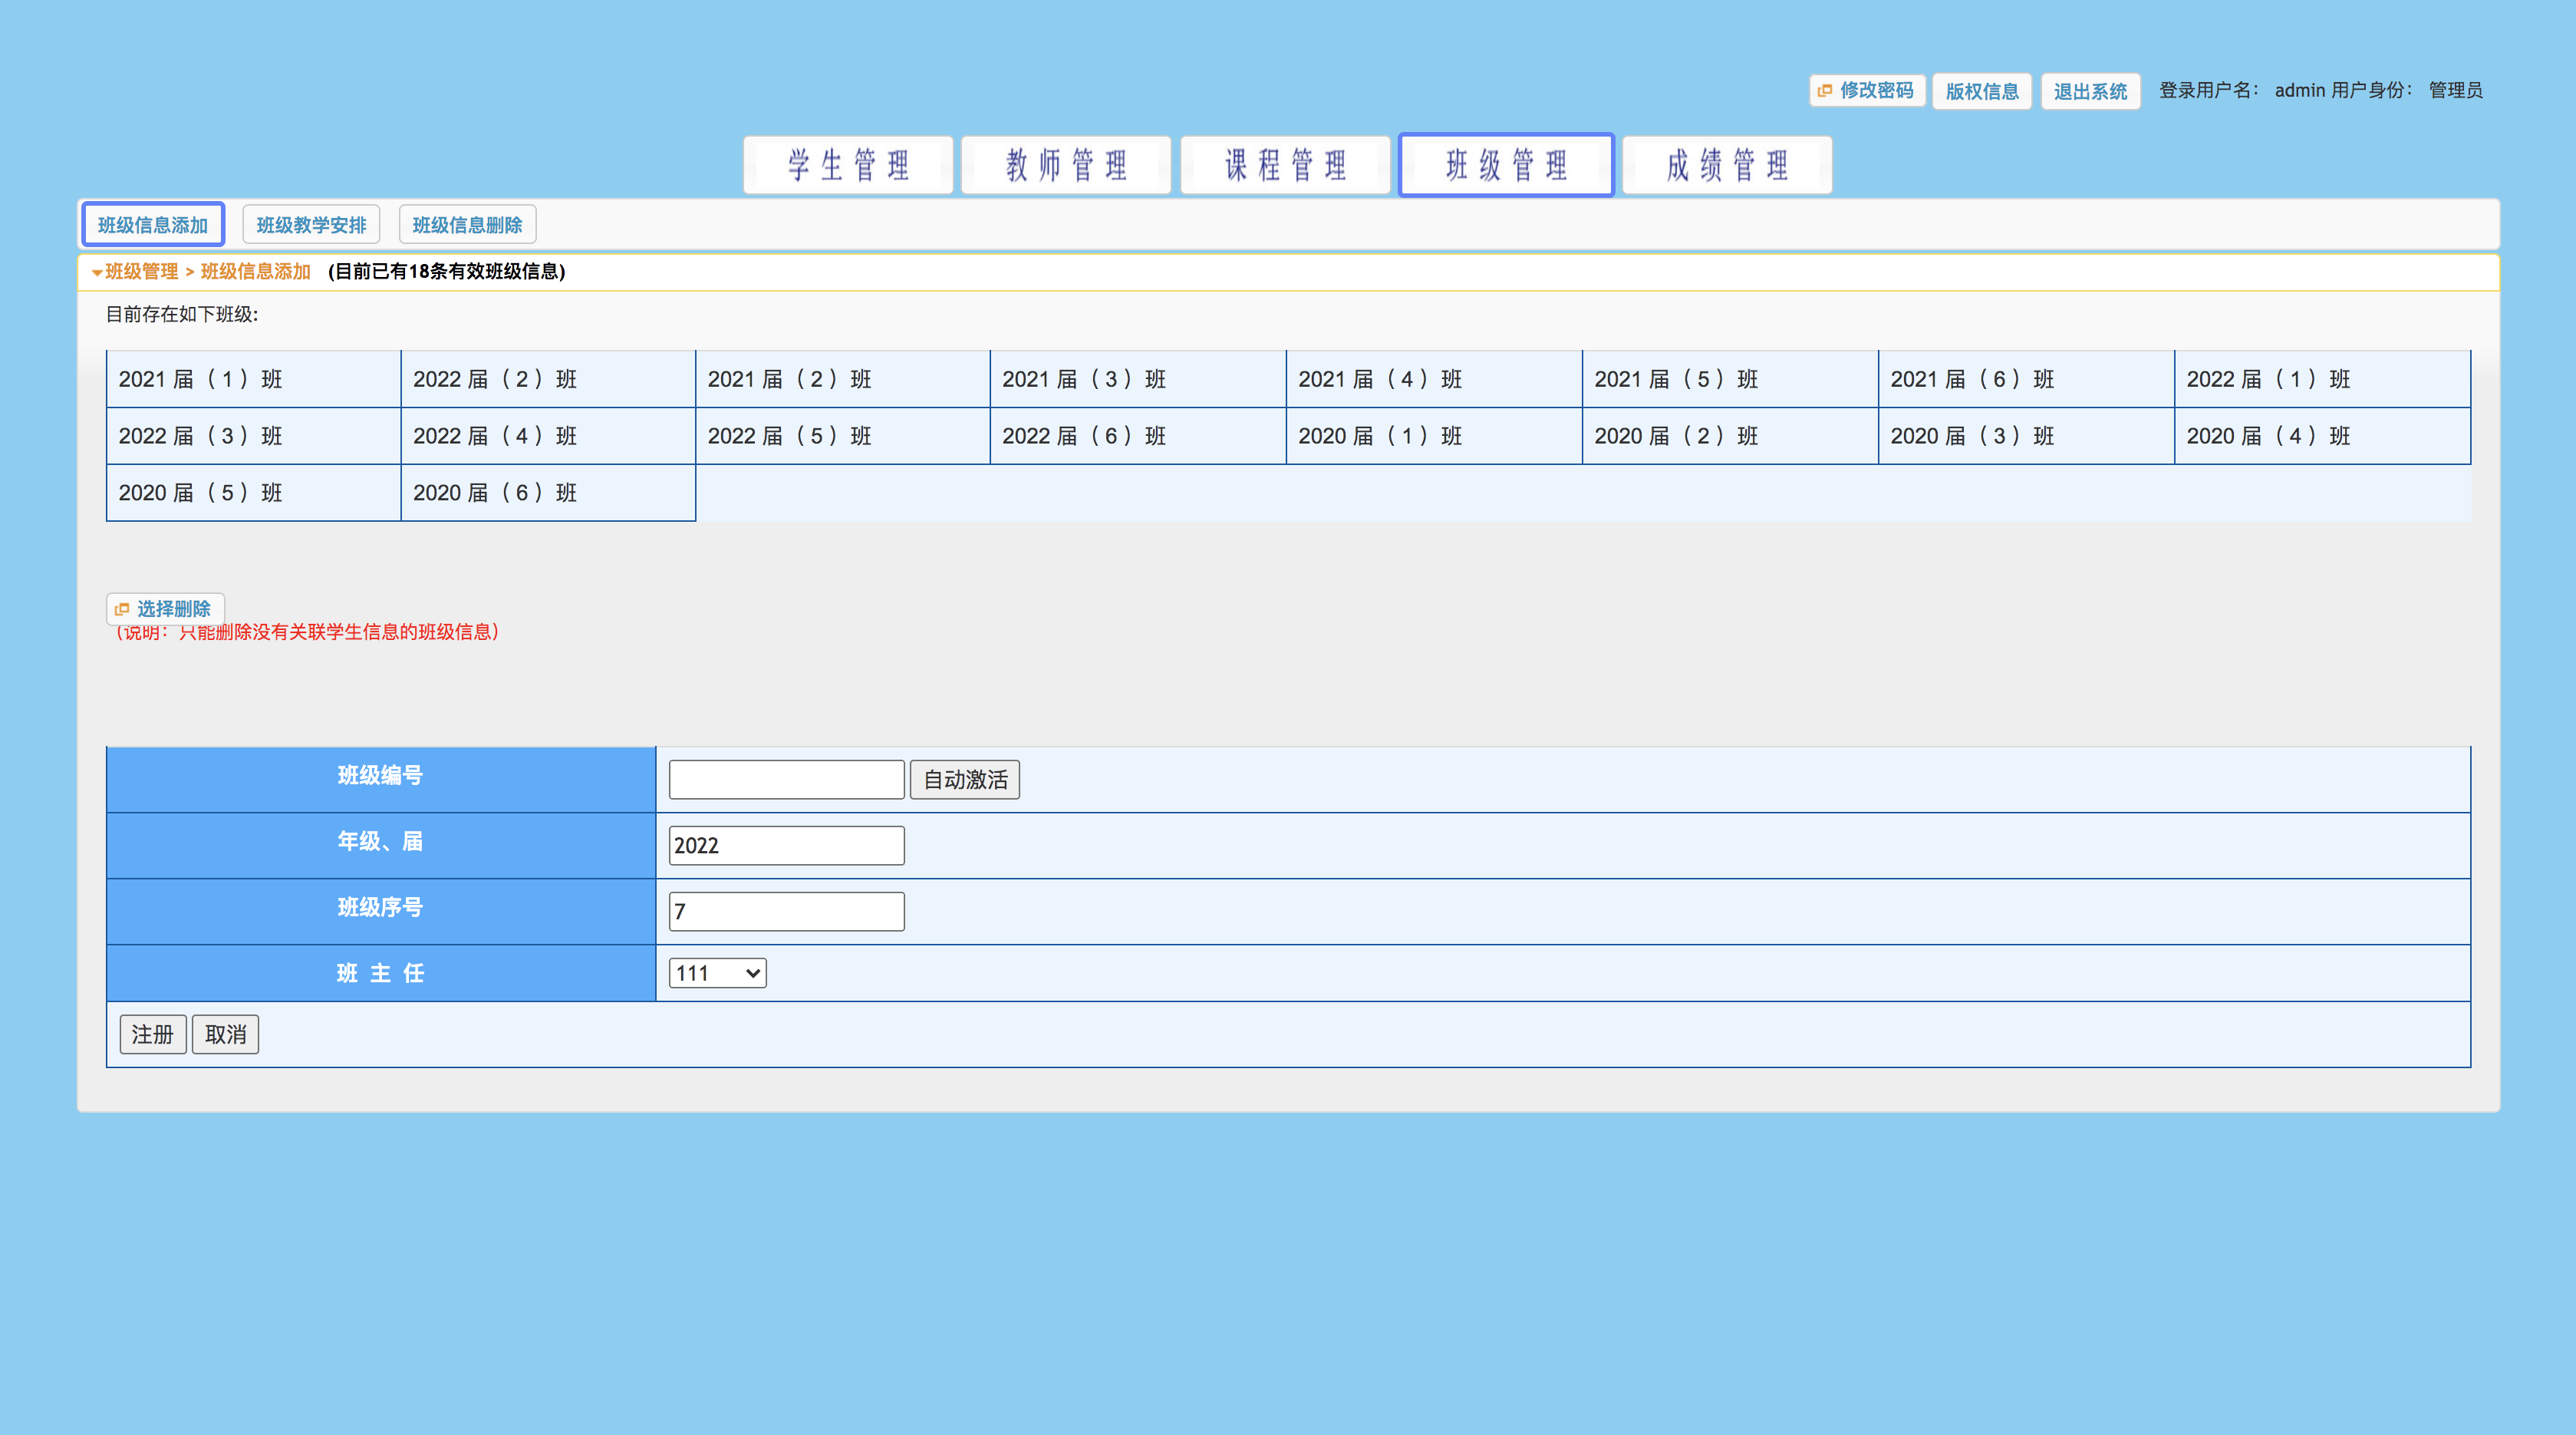 修改密码 版权信息 退出系统 登录用户名： admin 用户身份： 管理员
学生管理 教师管理 课程管理 班级管理 成绩管理
班级信息添加 班级教学安排 班级信息删除
班级管理 > 班级信息添加 (目前已有18条有效班级信息)
目前存在如下班级:
2021 届（1）班 2022 届（2）班 2021 届（2）班 2021 届（3）班 2021 届（4）班 2021 届（5）班 2021 届（6）班 2022 届（1）班
2022 届（3）班 2022 届（4）班 2022 届（5）班 2022 届（6）班 2020 届（1）班 2020 届（2）班 2020 届（3）班 2020 届（4）班
2020 届（5）班 2020 届（6）班
选择删除
（说明：只能删除没有关联学生信息的班级信息）
班级编号 自动激活
年级、届 2022
班级序号 7
班 主 任 111
注册 取消